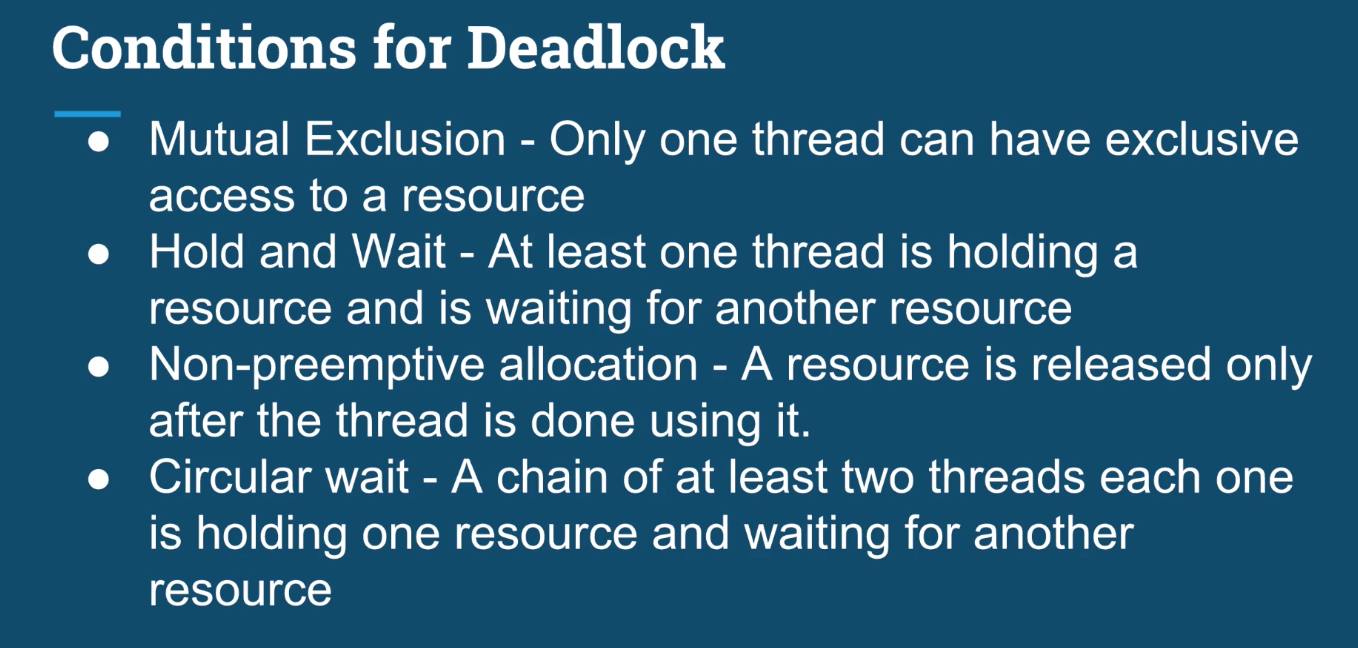 Conditions for Deadlock
● Mutual Exclusion - Only one thread can have exclusive
access to a resource
● Hold and Wait - At least one thread is holding a
resource and is waiting for another resource
● Non-preemptive allocation - A resource is released only
after the thread is done using it.
● Circular wait - A chain of at least two threads each one
is holding one resource and waiting for another
resource